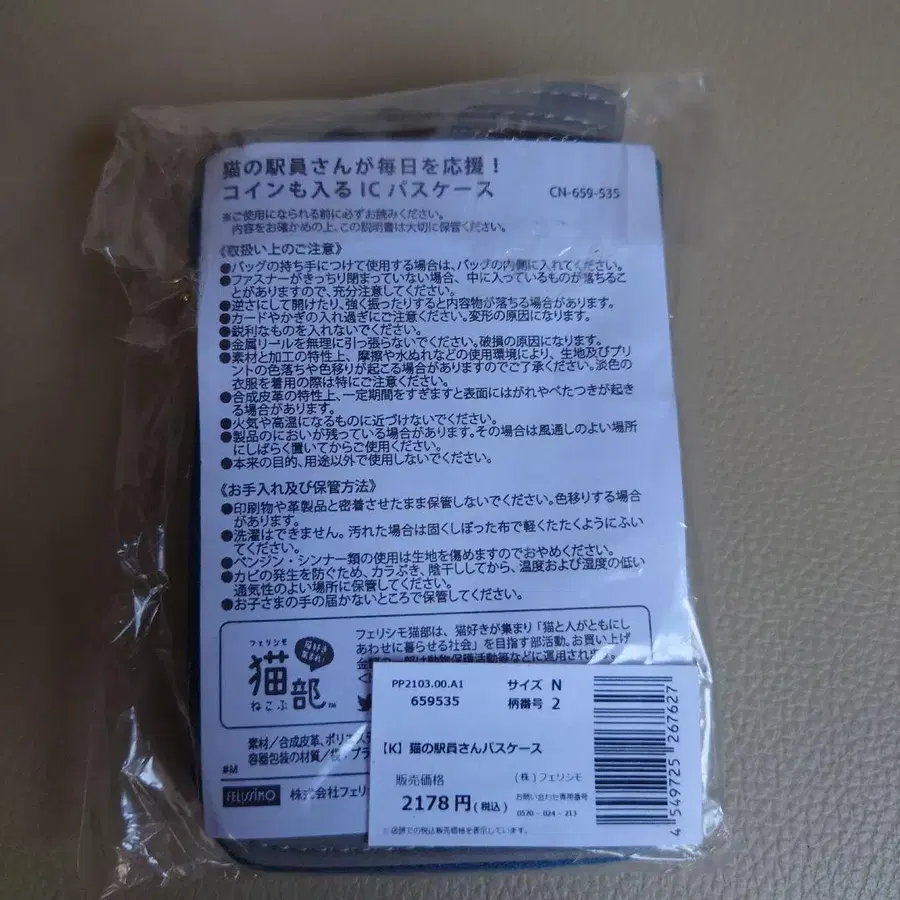 猫の駅員さんが毎日を応援！
コインも入るICパスケース CN-659-535
※ご使用になられる前に必ずお読みください。
内容をお確かめの上、この説明書は大切に保管ください。
《取扱い上のご注意》
●バッグの持ち手につけて使用する場合は、バッグの内側に入れてください。
●ファスナーがきっちり閉まっていない場合、中に入っているものが落ちるこ
とがありますので、充分注意してください。
●逆さにして開けたり、強く振ったりすると内容物が落ちる場合があります。
●カードやかぎの入れ過ぎにご注意ください。変形の原因になります。
●鋭利なものを入れないでください。
●金属リールを無理に引っ張らないでください。破損の原因になります。
●素材と加工の特性上、摩擦や水ぬれなどの使用環境により、生地及びプリ
ントの色落ちや色移りが起こる場合がありますのでご了承ください。淡色の
衣服を着用の際は特にご注意ください。
●合成皮革の特性上、一定期間をすぎますと表面にはがれやべたつきが起き
る場合があります。
●火気や高温になるものに近づけないでください。
●製品のにおいが残っている場合があります。その場合は風通しのよい場所
にしばらく置いてからご使用ください。
●本来の目的、用途以外で使用しないでください。
《お手入れ及び保管方法》
●印刷物や革製品と密着させたまま保管しないでください。色移りする場合
があります。
●洗濯はできません。汚れた場合は固くしぼった布で軽くたたくようにふい
てください。
●ベンジン・シンナー類の使用は生地を傷めますのでおやめください。
●カビの発生を防ぐため、カラぶき、陰干ししてから、温度および湿度の低い
通気性のよい場所に保管してください。
●お子さまの手の届かないところで保管してください。
フェリシモ
猫部™
ねこぶ
フェリシモ猫部は、猫好きが集まり「猫と人がともにし
あわせに暮らせる社会」を目指す部活動。お買い上げ
金
素材／合成皮革、ポリエステ
容器包装の材質／袋：プラ
#M
FELISSIMO 株式会社フェリシ
PP2103.00.A1 サイズ N
659535 柄番号 2
【K】猫の駅員さんパスケース
販売価格 (株)フェリシモ
2178円(税込) お問い合わせ専用番号
0570-024-213
※店頭での税込販売価格を表示しています。
4549725267627